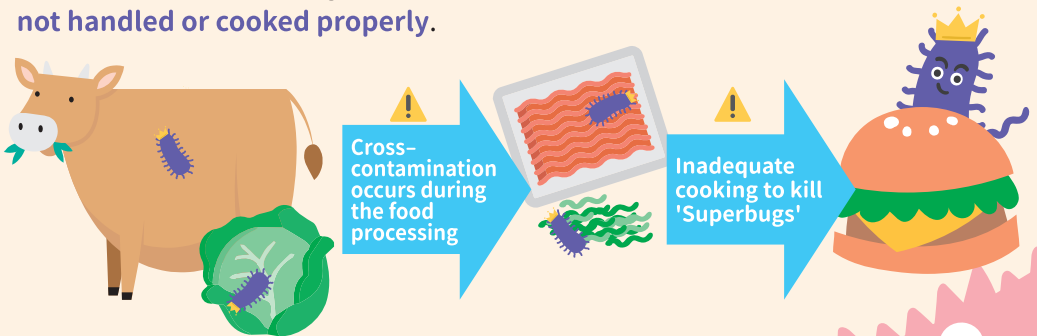 not handled or cooked properly.
Cross-
contamination
occurs during
the food
processing
Inadequate
cooking to kill
'Superbugs'